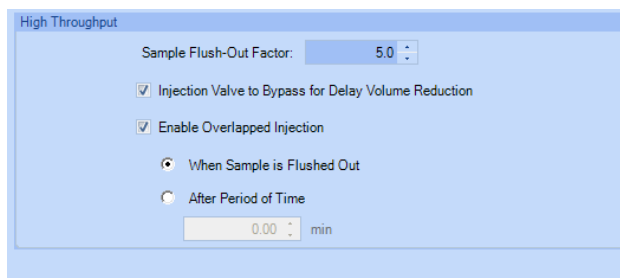 High Throughput
Sample Flush-Out Factor: 5.0
Injection Valve to Bypass for Delay Volume Reduction
Enable Overlapped Injection
When Sample is Flushed Out
After Period of Time
0.00 min